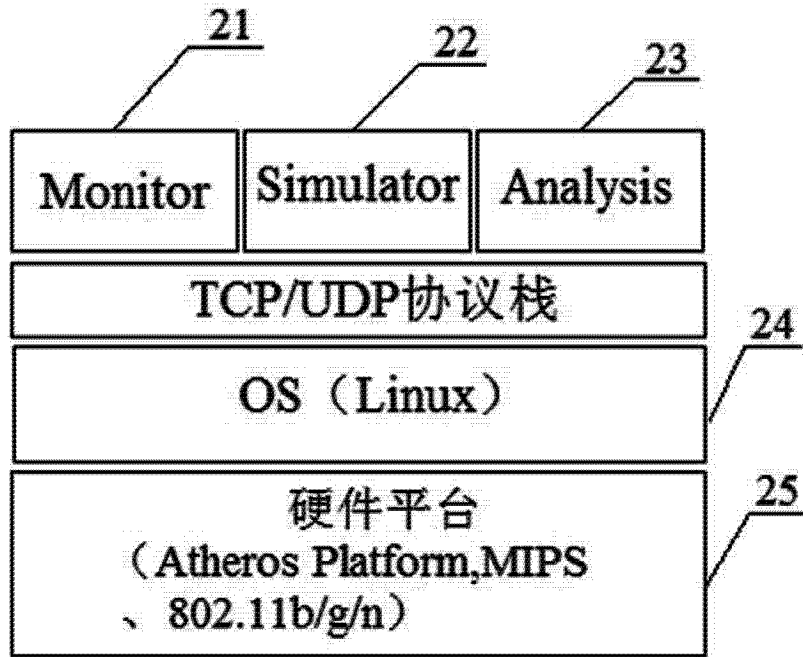 21 22 23
Monitor Simulator Analysis
TCP/UDP协议栈
24
OS（Linux）
25
硬件平台
（Atheros Platform,MIPS
、802.11b/g/n）